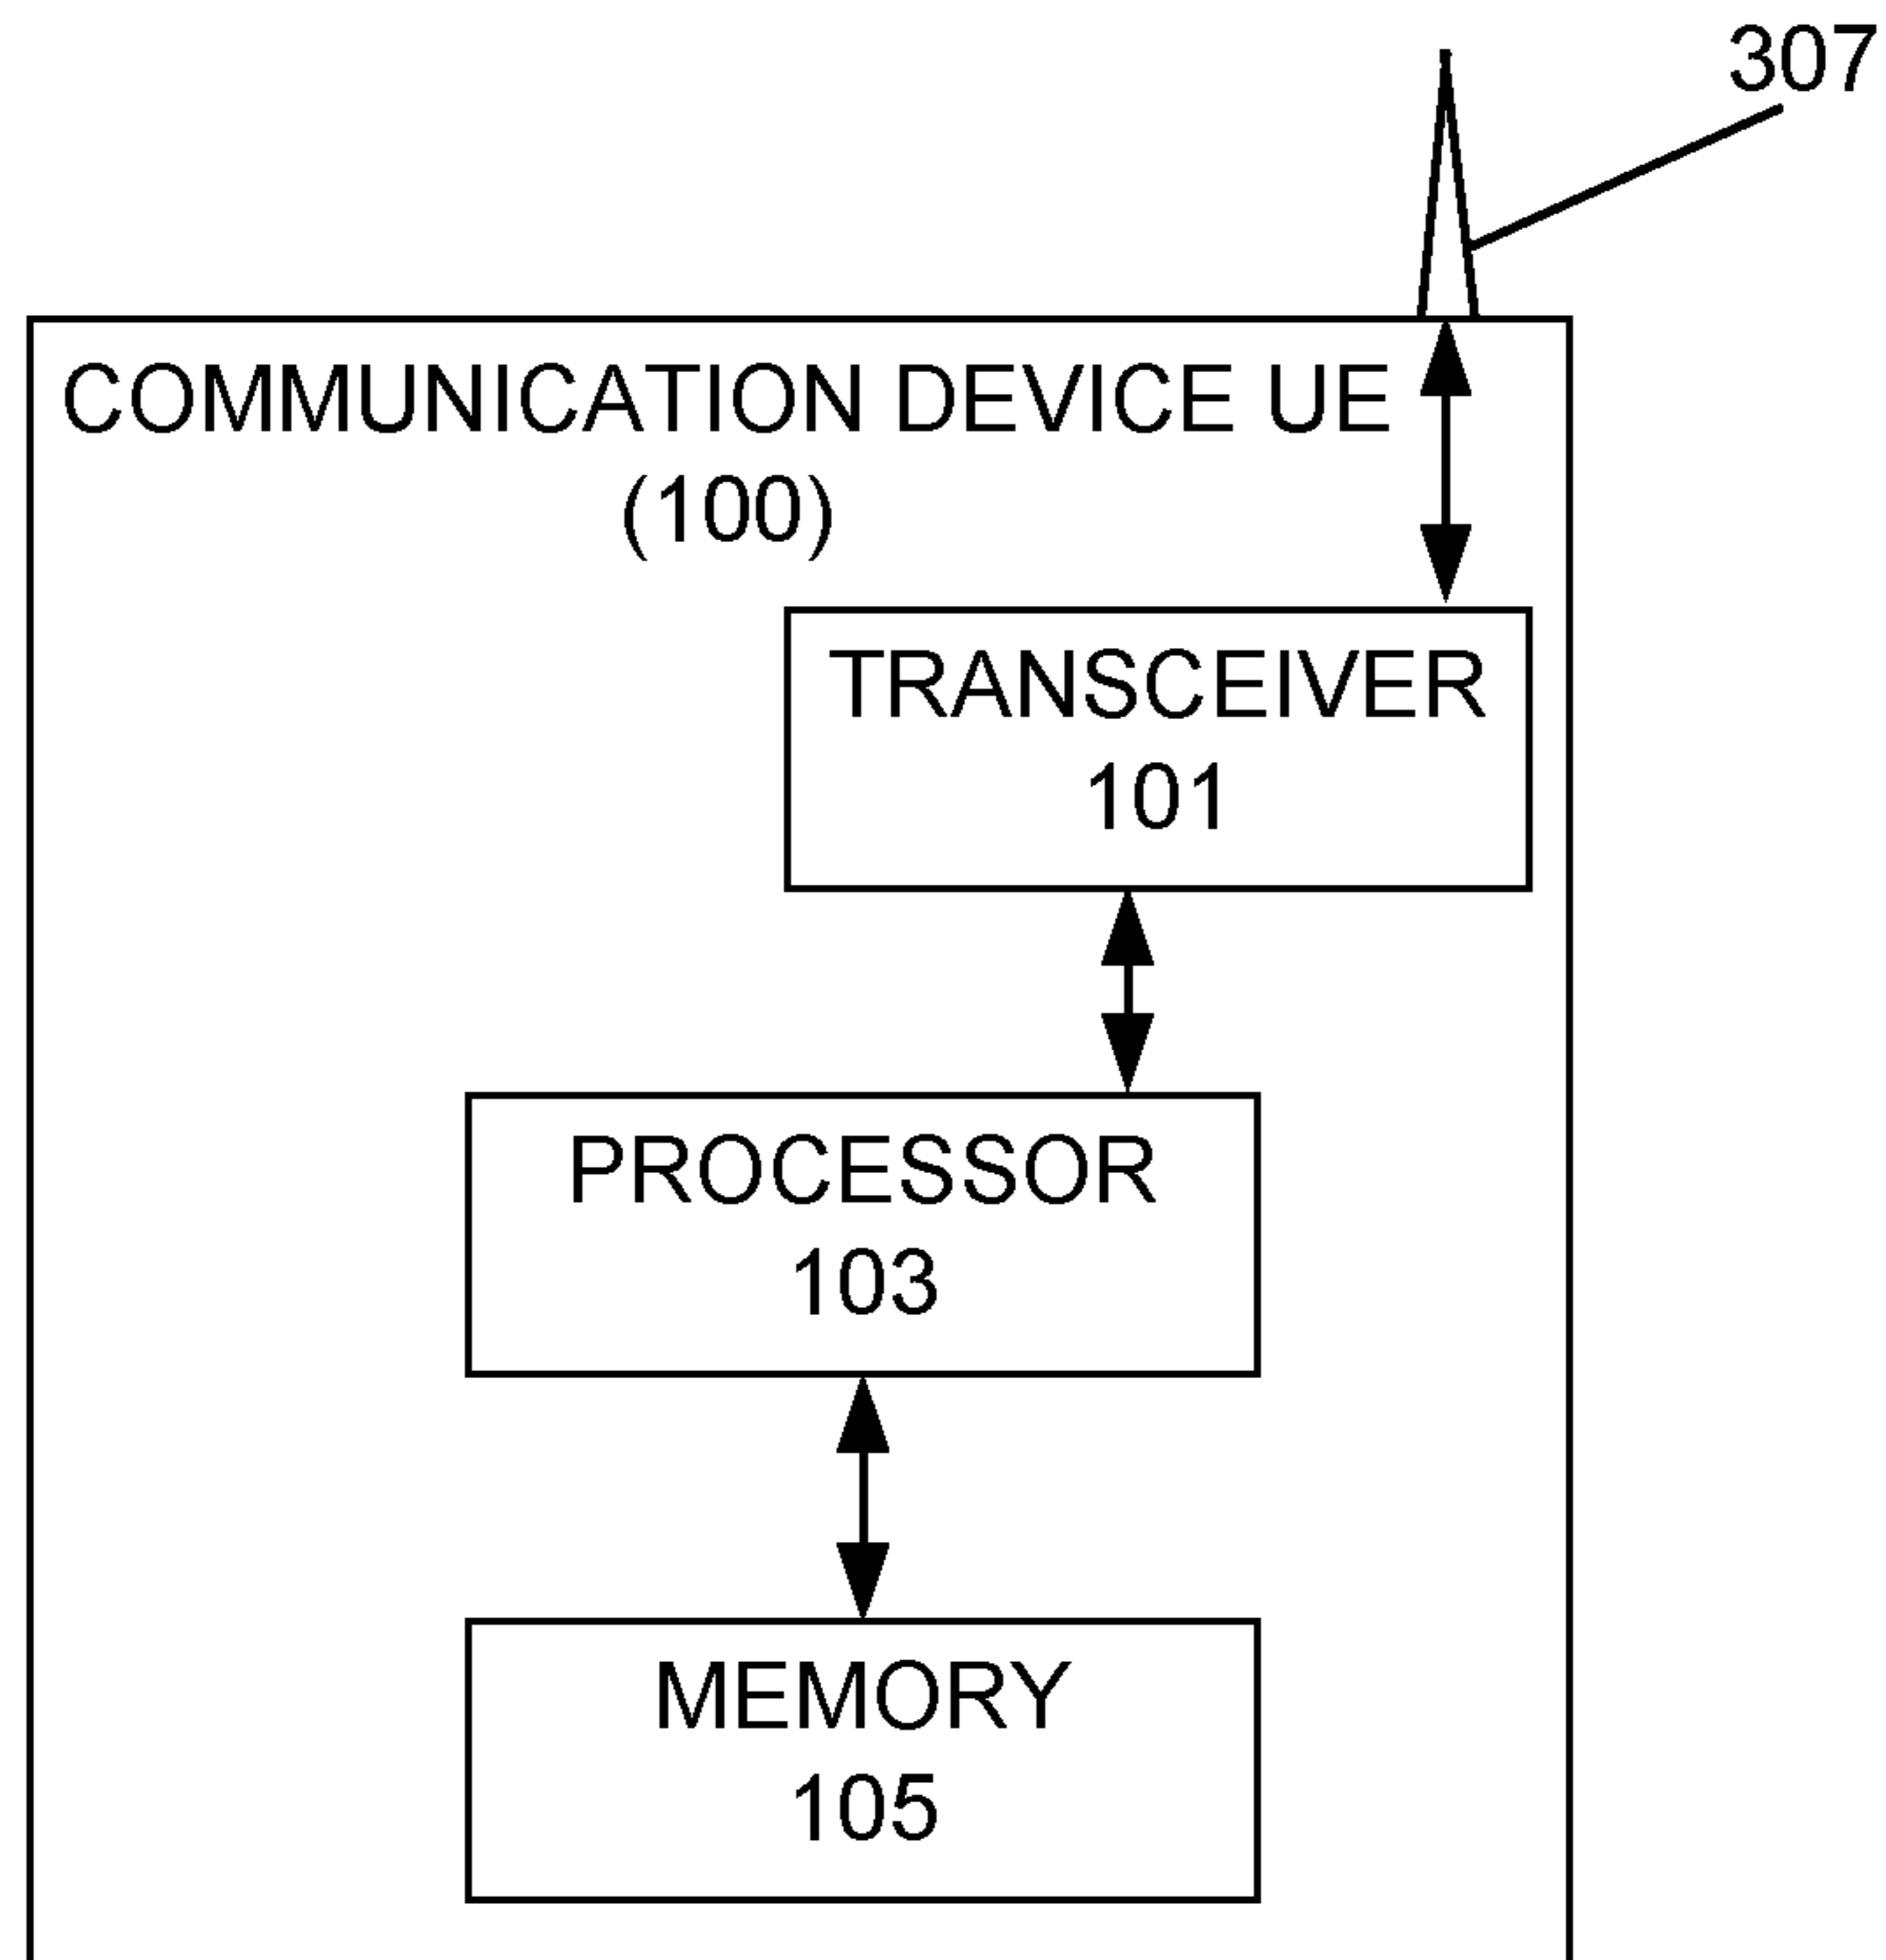 307
COMMUNICATION DEVICE UE
(100)
TRANSCEIVER
101
PROCESSOR
103
MEMORY
105